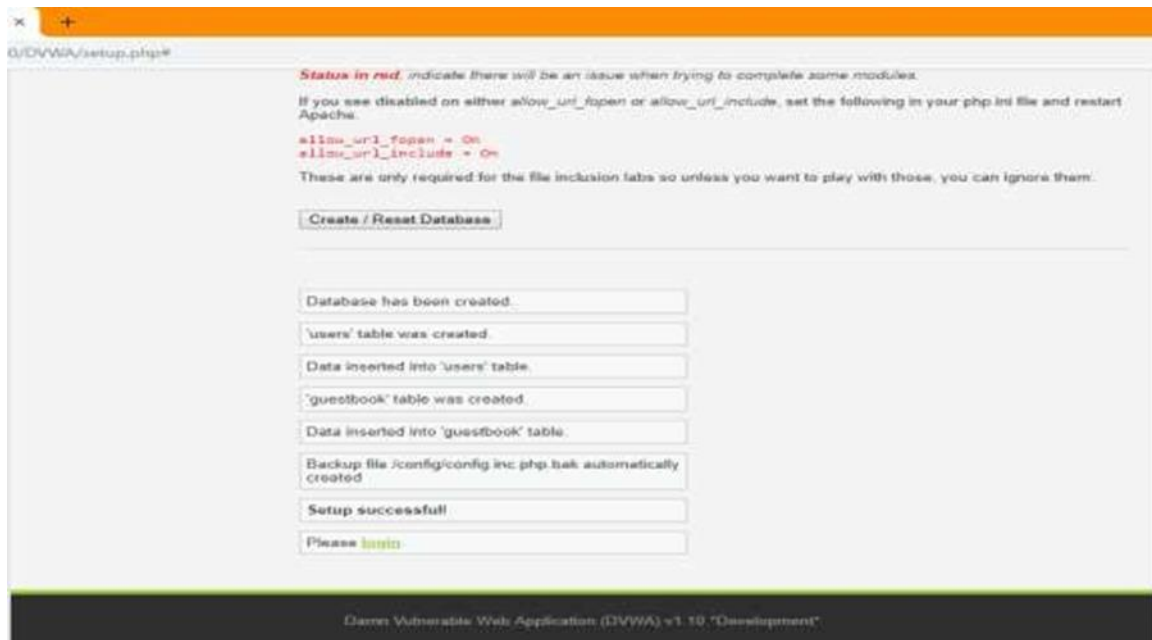 0/DVWA/setup.php#
Status in red, indicate there will be an issue when trying to complete some modules.
If you see disabled on either allow_url_fopen or allow_url_include, set the following in your php.ini file and restart
Apache.
allow_url_fopen = On
allow_url_include = On
These are only required for the file inclusion labs so unless you want to play with those, you can ignore them.
Create / Reset Database
Database has been created.
'users' table was created.
Data inserted into 'users' table.
'guestbook' table was created.
Data inserted into 'guestbook' table.
Backup file /config/config.inc.php.bak automatically
created
Setup successful!
Please login.
Damn Vulnerable Web Application (DVWA) v1.10 *Development*